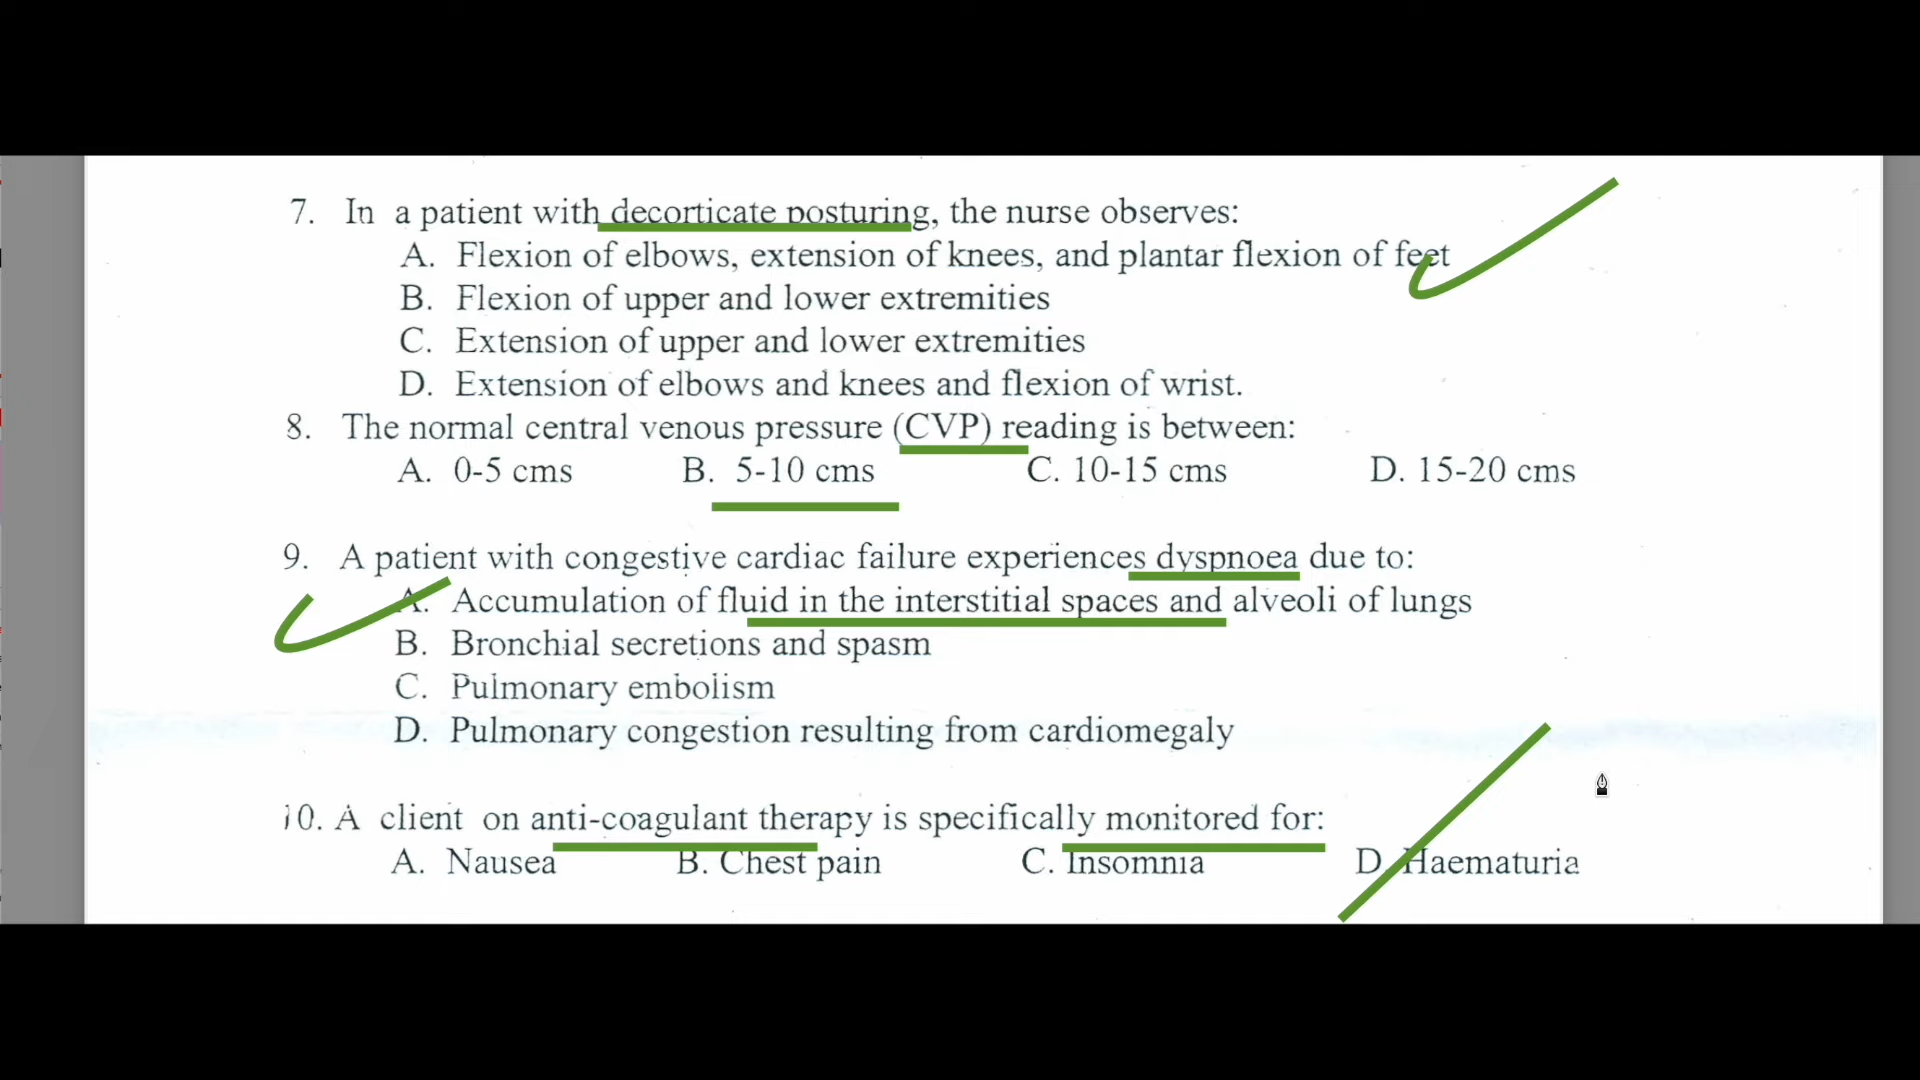 7. In a patient with decorticate posturing, the nurse observes:
A. Flexion of elbows, extension of knees, and plantar flexion of feet
B. Flexion of upper and lower extremities
C. Extension of upper and lower extremities
D. Extension of elbows and knees and flexion of wrist.
8. The normal central venous pressure (CVP) reading is between:
A. 0-5 cms B. 5-10 cms C. 10-15 cms D. 15-20 cms
9. A patient with congestive cardiac failure experiences dyspnoea due to:
A. Accumulation of fluid in the interstitial spaces and alveoli of lungs
B. Bronchial secretions and spasm
C. Pulmonary embolism
D. Pulmonary congestion resulting from cardiomegaly
10. A client on anti-coagulant therapy is specifically monitored for:
A. Nausea B. Chest pain C. Insomnia D. Haematuria